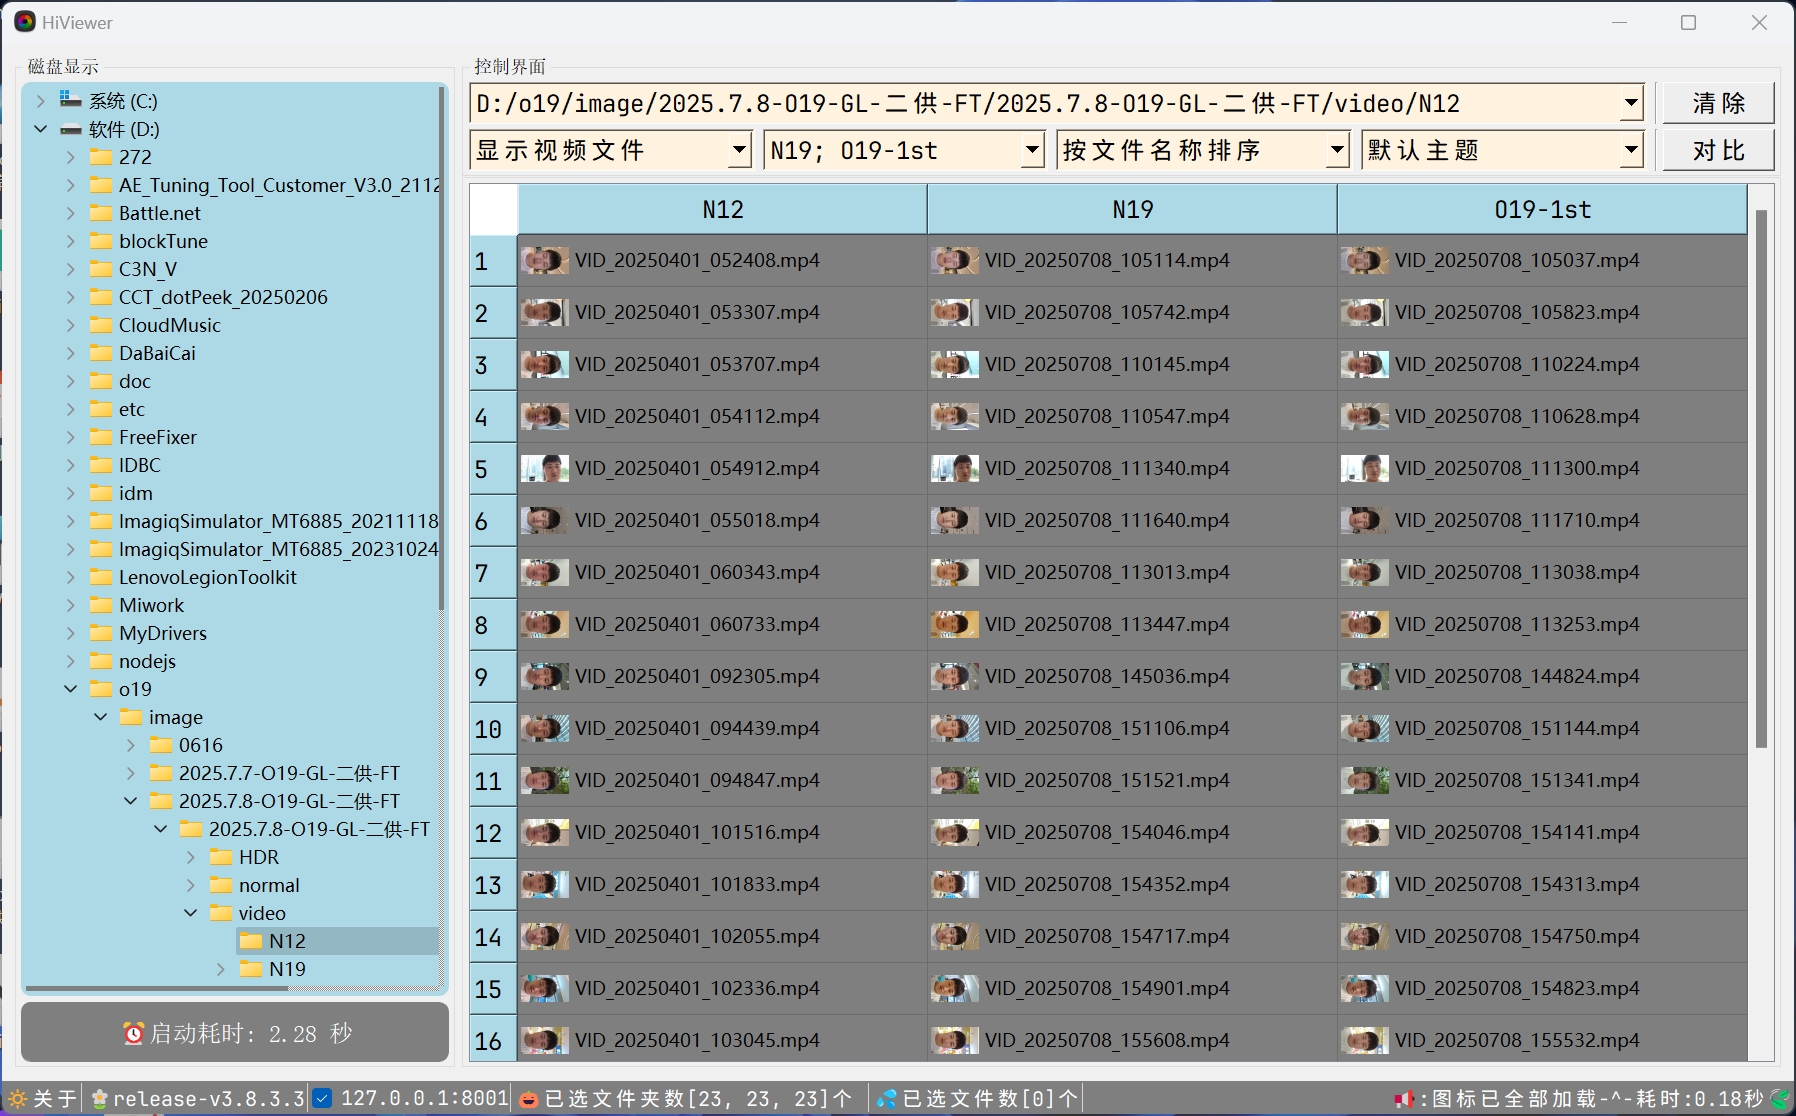 HiViewer
磁盘显示
系统 (C:)
软件 (D:)
272
AE_Tuning_Tool_Customer_V3.0_2112
Battle.net
blockTune
C3N_V
CCT_dotPeek_20250206
CloudMusic
DaBaiCai
doc
etc
FreeFixer
IDBC
idm
ImagiqSimulator_MT6885_20211118
ImagiqSimulator_MT6885_20231024
LenovoLegionToolkit
Miwork
MyDrivers
nodejs
o19
image
0616
2025.7.7-O19-GL-二供-FT
2025.7.8-O19-GL-二供-FT
2025.7.8-O19-GL-二供-FT
HDR
normal
video
N12
N19
启动耗时: 2.28 秒
控制界面
D:/o19/image/2025.7.8-O19-GL-二供-FT/2025.7.8-O19-GL-二供-FT/video/N12 清除
显示视频文件 N19; O19-1st 按文件名称排序 默认主题 对比
N12 N19 O19-1st
1 VID_20250401_052408.mp4 VID_20250708_105114.mp4 VID_20250708_105037.mp4
2 VID_20250401_053307.mp4 VID_20250708_105742.mp4 VID_20250708_105823.mp4
3 VID_20250401_053707.mp4 VID_20250708_110145.mp4 VID_20250708_110224.mp4
4 VID_20250401_054112.mp4 VID_20250708_110547.mp4 VID_20250708_110628.mp4
5 VID_20250401_054912.mp4 VID_20250708_111340.mp4 VID_20250708_111300.mp4
6 VID_20250401_055018.mp4 VID_20250708_111640.mp4 VID_20250708_111710.mp4
7 VID_20250401_060343.mp4 VID_20250708_113013.mp4 VID_20250708_113038.mp4
8 VID_20250401_060733.mp4 VID_20250708_113447.mp4 VID_20250708_113253.mp4
9 VID_20250401_092305.mp4 VID_20250708_145036.mp4 VID_20250708_144824.mp4
10 VID_20250401_094439.mp4 VID_20250708_151106.mp4 VID_20250708_151144.mp4
11 VID_20250401_094847.mp4 VID_20250708_151521.mp4 VID_20250708_151341.mp4
12 VID_20250401_101516.mp4 VID_20250708_154046.mp4 VID_20250708_154141.mp4
13 VID_20250401_101833.mp4 VID_20250708_154352.mp4 VID_20250708_154313.mp4
14 VID_20250401_102055.mp4 VID_20250708_154717.mp4 VID_20250708_154750.mp4
15 VID_20250401_102336.mp4 VID_20250708_154901.mp4 VID_20250708_154823.mp4
16 VID_20250401_103045.mp4 VID_20250708_155608.mp4 VID_20250708_155532.mp4
关于 release-v3.8.3.3 127.0.0.1:8001 已选文件夹数[23, 23, 23]个 已选文件数[0]个 :图标已全部加载-^-耗时:0.18秒